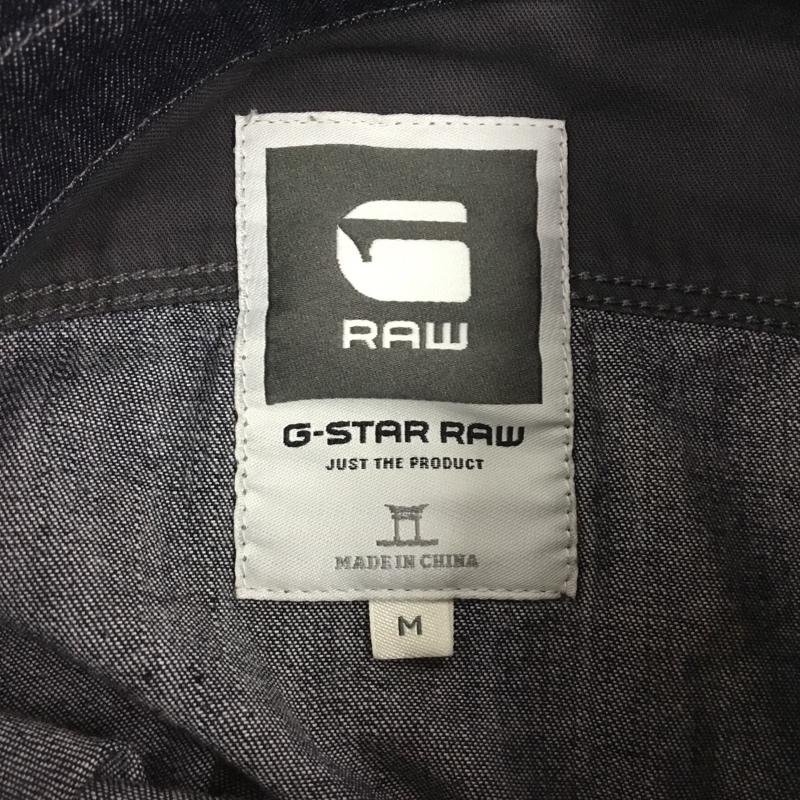 G
RAW
G-STAR RAW
JUST THE PRODUCT
MADE IN CHINA
M